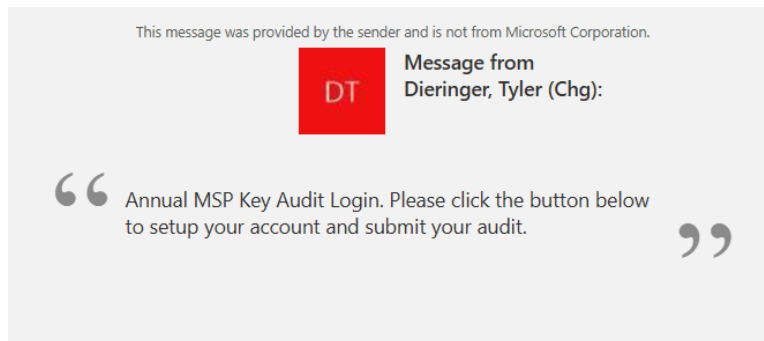 This message was provided by the sender and is not from Microsoft Corporation.
DT
Message from
Dieringer, Tyler (Chg):
“ Annual MSP Key Audit Login. Please click the button below
to setup your account and submit your audit. ”